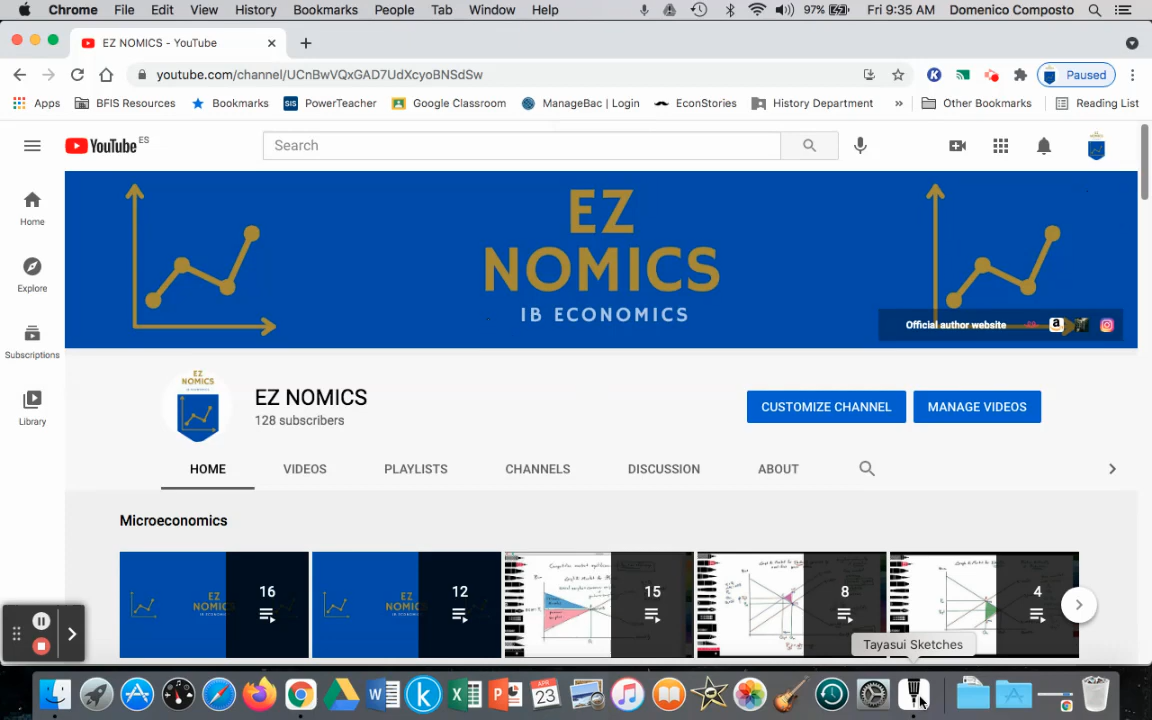 Chrome File Edit View History Bookmarks People Tab Window Help 97% Fri 9:35 AM Domenico Composto
EZ NOMICS - YouTube
youtube.com/channel/UCnBwVQxGAD7UdXcyoBNSdSw Paused
Apps BFIS Resources Bookmarks SIS PowerTeacher Google Classroom ManageBac | Login EconStories History Department » Other Bookmarks Reading List
YouTube ES Search
Home
Explore
Subscriptions
Library
EZ
NOMICS
IB ECONOMICS
Official author website
EZ NOMICS
128 subscribers
CUSTOMIZE CHANNEL MANAGE VIDEOS
HOME VIDEOS PLAYLISTS CHANNELS DISCUSSION ABOUT
Microeconomics
16 12 15 8 4
Tayasui Sketches
APR
23